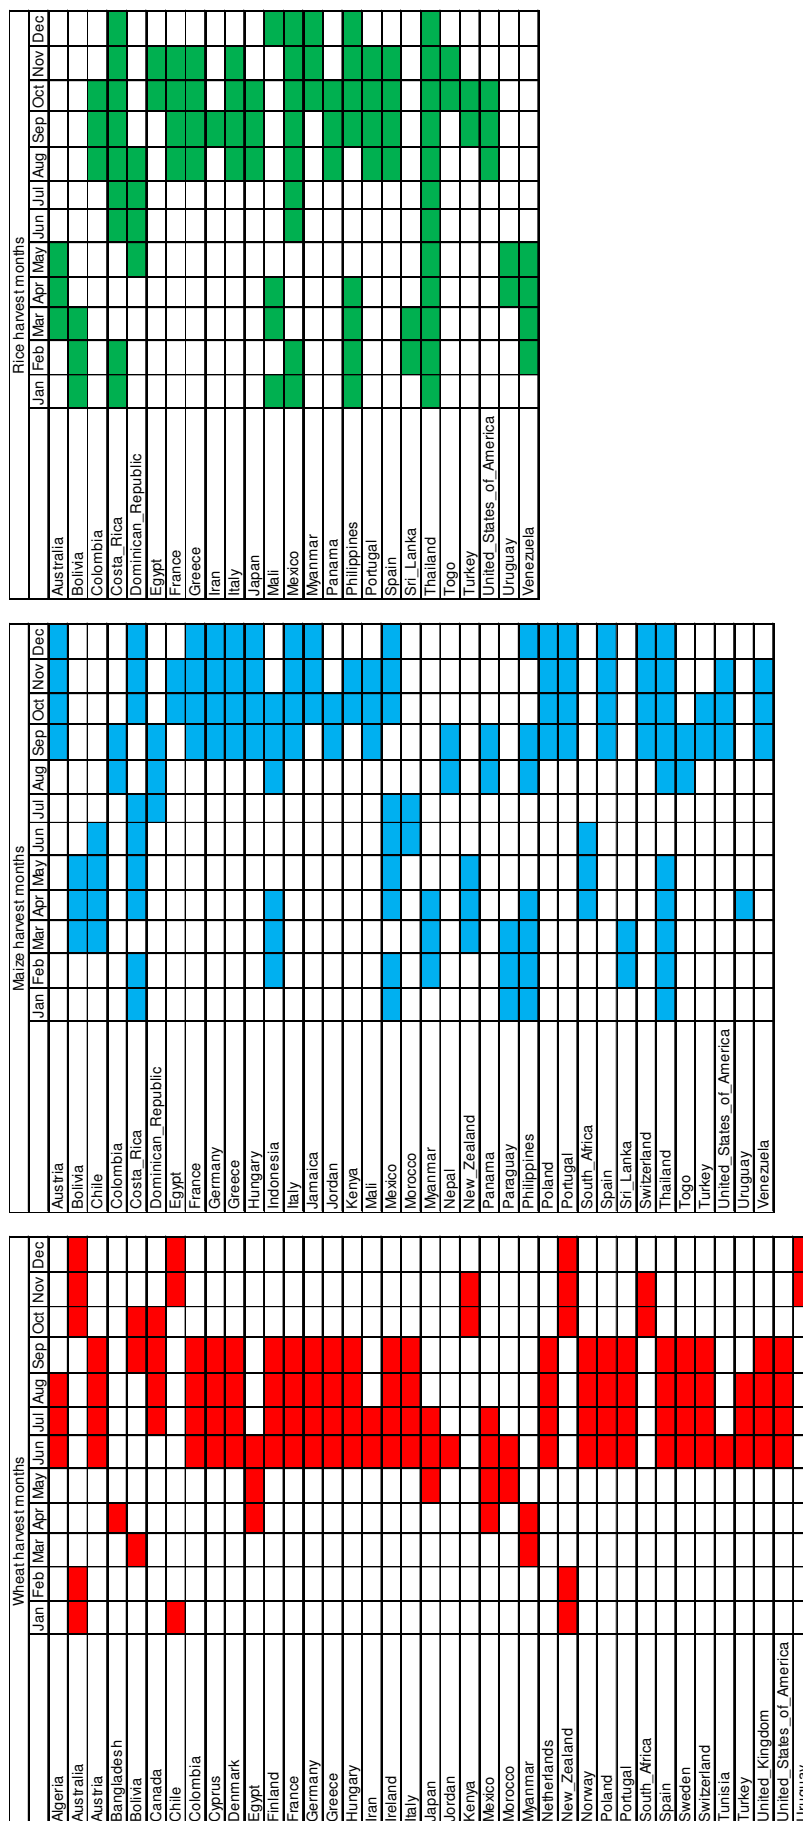 Wheat harvest months
Jan Feb Mar Apr May Jun Jul Aug Sep Oct Nov Dec
Algeria
Australia
Austria
Bangladesh
Bolivia
Canada
Chile
Colombia
Cyprus
Denmark
Egypt
Finland
France
Germany
Greece
Hungary
Iran
Ireland
Italy
Japan
Jordan
Kenya
Mexico
Morocco
Myanmar
Netherlands
New_Zealand
Norway
Poland
Portugal
South_Africa
Spain
Sweden
Switzerland
Tunisia
Turkey
United_Kingdom
United_States_of_America
Uruguay
Maize harvest months
Jan Feb Mar Apr May Jun Jul Aug Sep Oct Nov Dec
Austria
Bolivia
Chile
Colombia
Costa_Rica
Dominican_Republic
Egypt
France
Germany
Greece
Hungary
Indonesia
Italy
Jamaica
Jordan
Kenya
Mali
Mexico
Morocco
Myanmar
Nepal
New_Zealand
Panama
Paraguay
Philippines
Poland
Portugal
South_Africa
Spain
Sri_Lanka
Switzerland
Thailand
Togo
Turkey
United_States_of_America
Uruguay
Venezuela
Rice harvest months
Jan Feb Mar Apr May Jun Jul Aug Sep Oct Nov Dec
Australia
Bolivia
Colombia
Costa_Rica
Dominican_Republic
Egypt
France
Greece
Iran
Italy
Japan
Mali
Mexico
Myanmar
Panama
Philippines
Portugal
Spain
Sri_Lanka
Thailand
Togo
Turkey
United_States_of_America
Uruguay
Venezuela